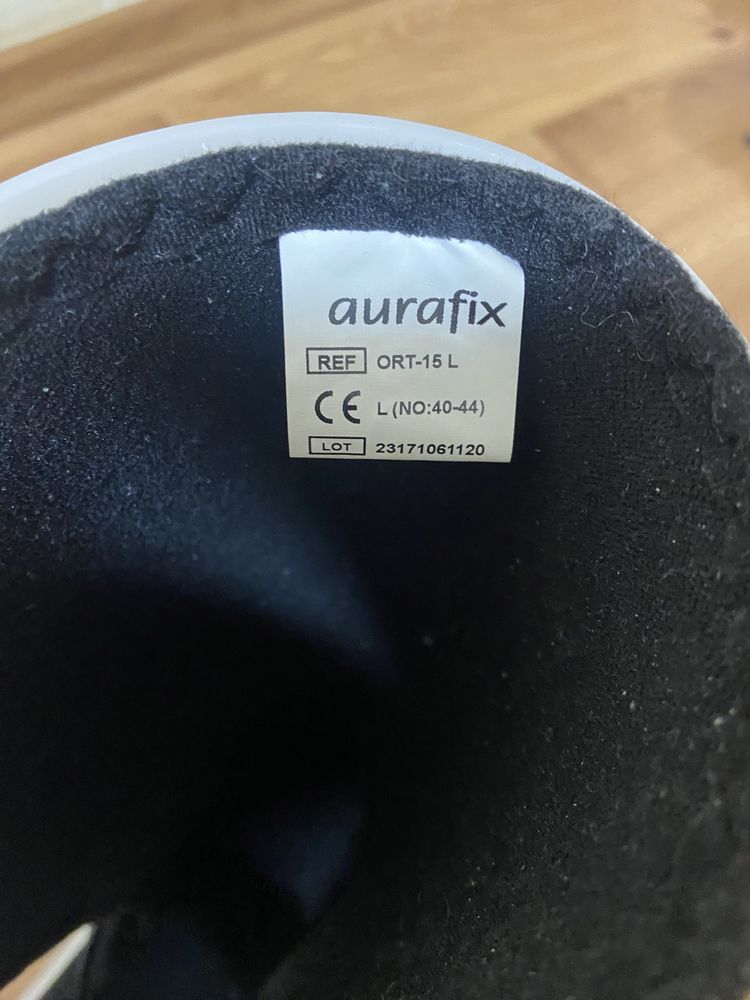 aurafix
REF ORT-15 L
CE L (NO:40-44)
LOT 23171061120